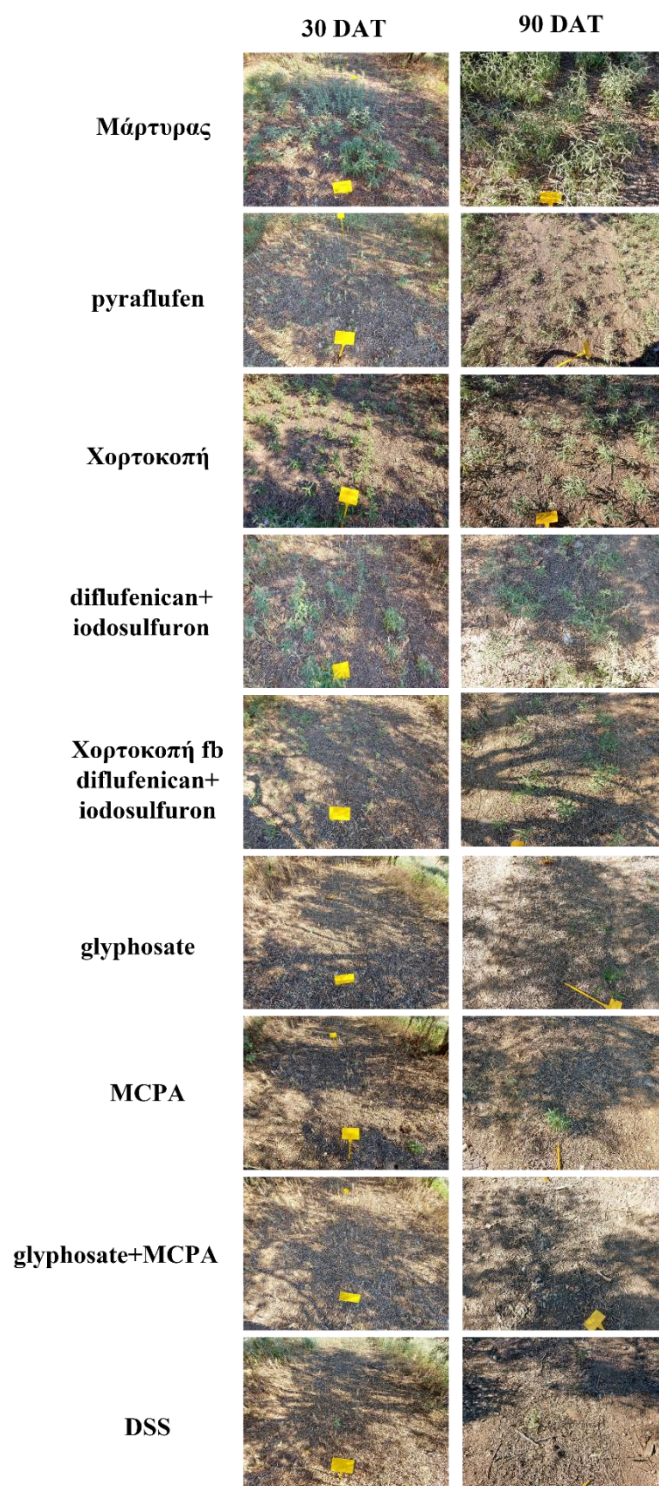 30 DAT 90 DAT
Μάρτυρας
pyraflufen
Χορτοκοπή
diflufenican+
iodosulfuron
Χορτοκοπή fb
diflufenican+
iodosulfuron
glyphosate
MCPA
glyphosate+MCPA
DSS